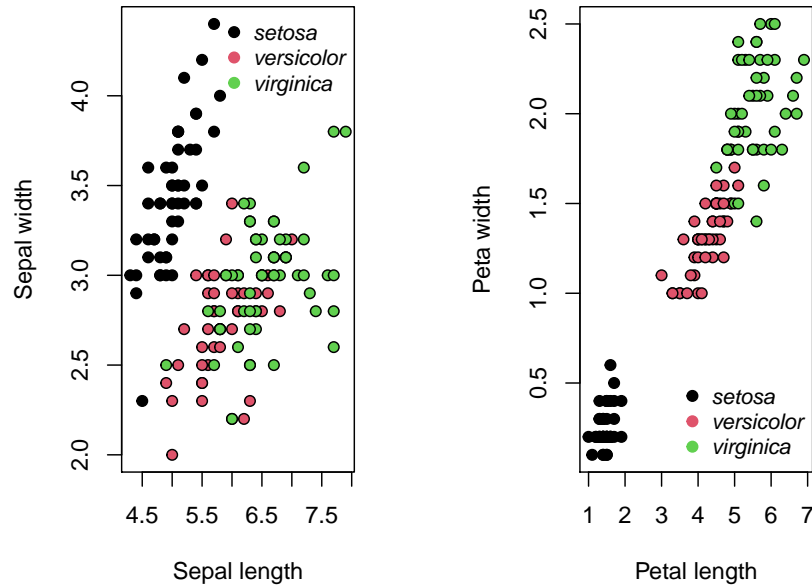 setosa
versicolor
virginica
4.0
3.5
3.0
2.5
2.0
Sepal width
4.5 5.5 6.5 7.5
Sepal length
2.5
2.0
1.5
1.0
0.5
Peta width
setosa
versicolor
virginica
1 2 3 4 5 6 7
Petal length